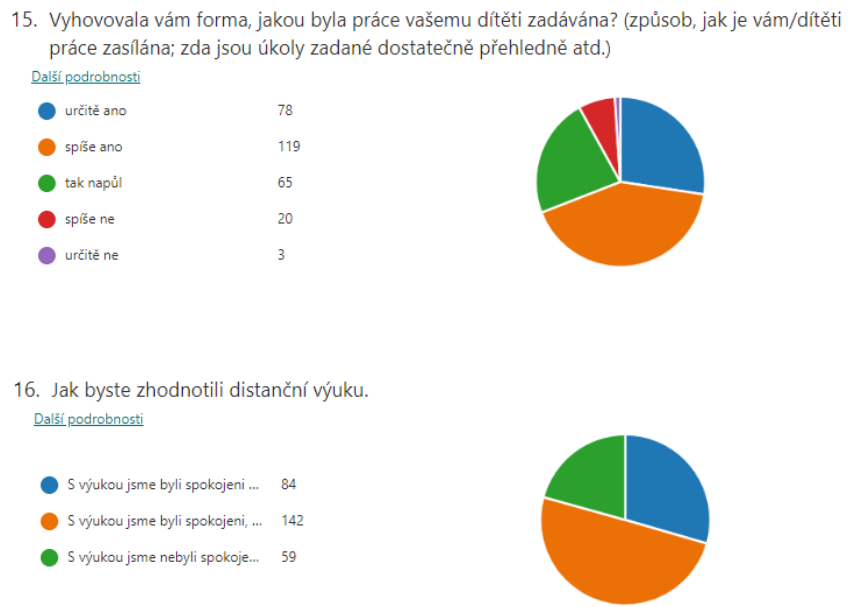 15. Vyhovovala vám forma, jakou byla práce vašemu dítěti zadávána? (způsob, jak je vám/dítěti
práce zasílána; zda jsou úkoly zadané dostatečně přehledně atd.)
Další podrobnosti
určitě ano 78
spíše ano 119
tak napůl 65
spíše ne 20
určitě ne 3
16. Jak byste zhodnotili distanční výuku.
Další podrobnosti
S výukou jsme byli spokojeni ... 84
S výukou jsme byli spokojeni, ... 142
S výukou jsme nebyli spokoje... 59